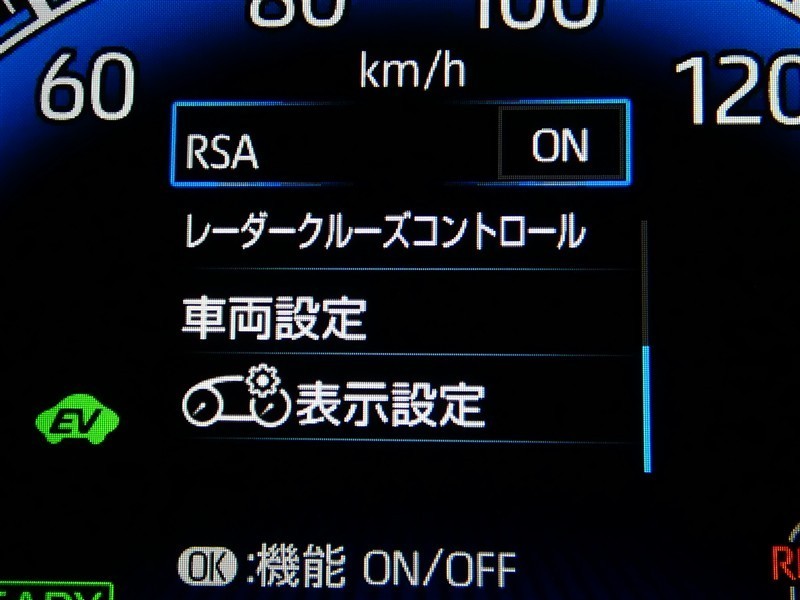 80 100
60 km/h 120
RSA ON
レーダークルーズコントロール
車両設定
表示設定
EV
OK:機能 ON/OFF